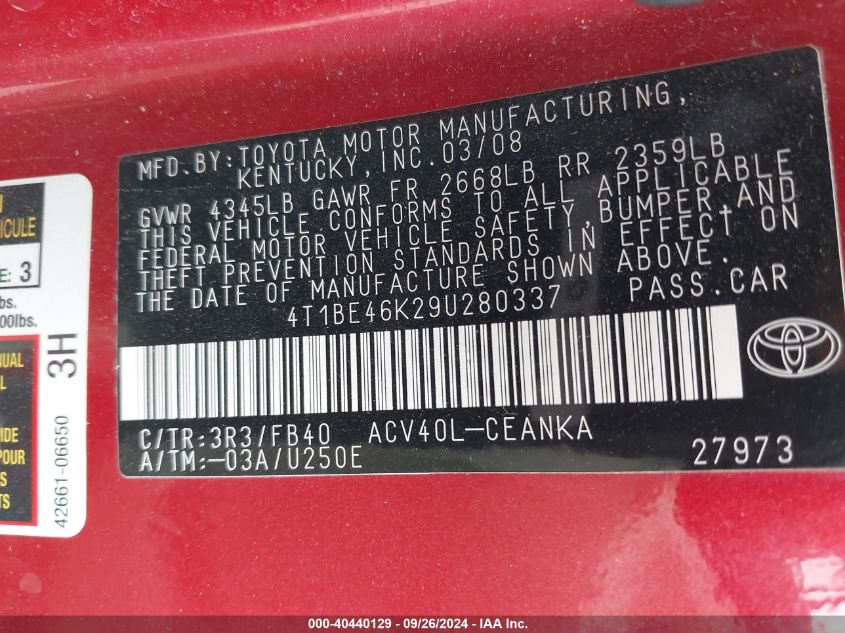 MFD. BY: TOYOTA MOTOR MANUFACTURING,
KENTUCKY, INC. 03/08
GVWR 4345LB GAWR FR 2668LB RR 2359LB
THIS VEHICLE CONFORMS TO ALL APPLICABLE
FEDERAL MOTOR VEHICLE SAFETY, BUMPER, AND
THEFT PREVENTION STANDARDS IN EFFECT ON
THE DATE OF MANUFACTURE SHOWN ABOVE.
4T1BE46K29U280337 PASS. CAR
C/TR: 3R3/FB40 ACV40L-CEANKA
A/TM: -03A/U250E 27973
3H
42661-06650
E: 3
000-40440129 - 09/26/2024 - IAA Inc.